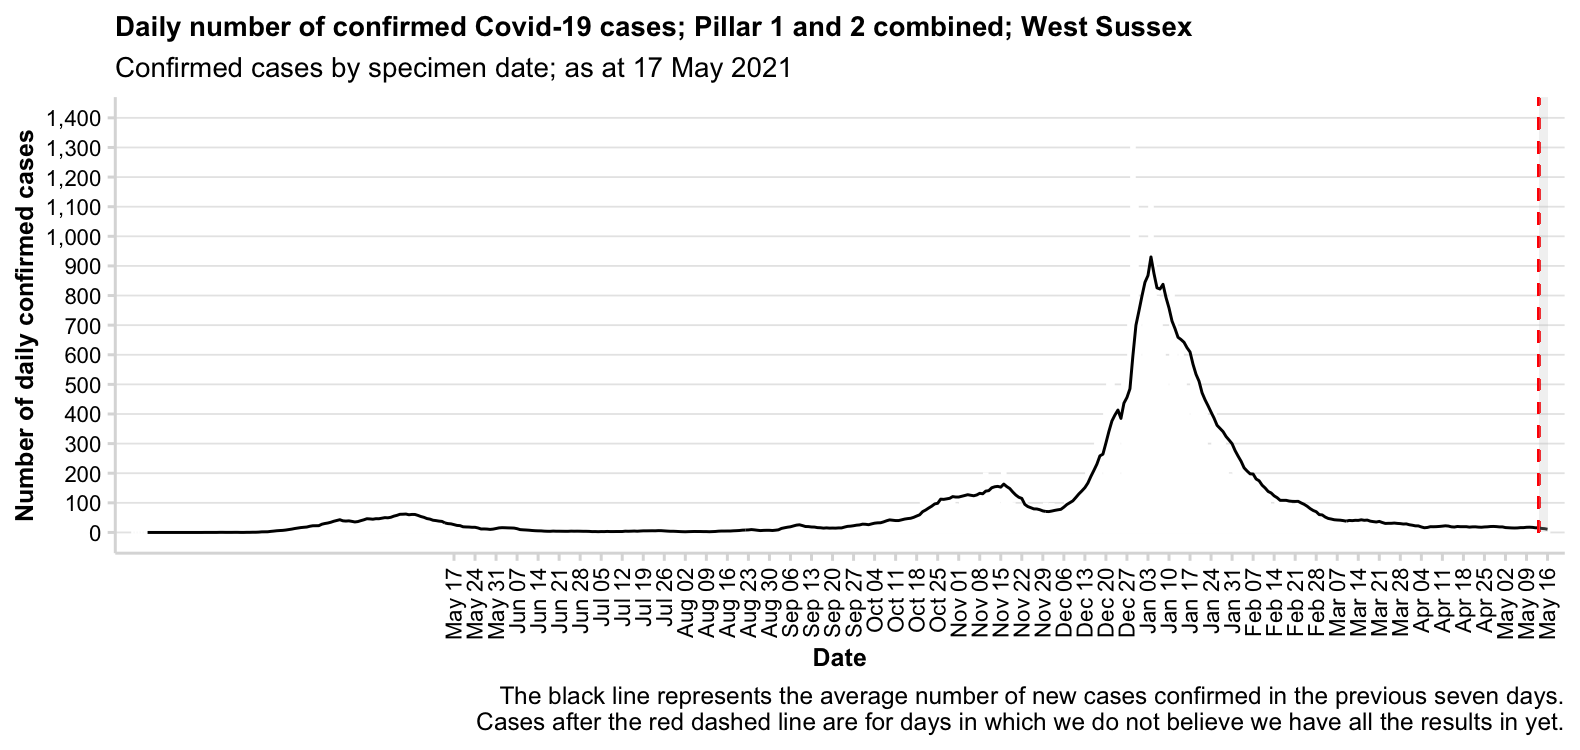 Daily number of confirmed Covid-19 cases; Pillar 1 and 2 combined; West Sussex
Confirmed cases by specimen date; as at 17 May 2021
Number of daily confirmed cases
1,400
1,300
1,200
1,100
1,000
900
800
700
600
500
400
300
200
100
0
May 17
May 24
May 31
Jun 07
Jun 14
Jun 21
Jun 28
Jul 05
Jul 12
Jul 19
Jul 26
Aug 02
Aug 09
Aug 16
Aug 23
Aug 30
Sep 06
Sep 13
Sep 20
Sep 27
Oct 04
Oct 11
Oct 18
Oct 25
Nov 01
Nov 08
Nov 15
Nov 22
Nov 29
Dec 06
Dec 13
Dec 20
Dec 27
Jan 03
Jan 10
Jan 17
Jan 24
Jan 31
Feb 07
Feb 14
Feb 21
Feb 28
Mar 07
Mar 14
Mar 21
Mar 28
Apr 04
Apr 11
Apr 18
Apr 25
May 02
May 09
May 16
Date
The black line represents the average number of new cases confirmed in the previous seven days.
Cases after the red dashed line are for days in which we do not believe we have all the results in yet.